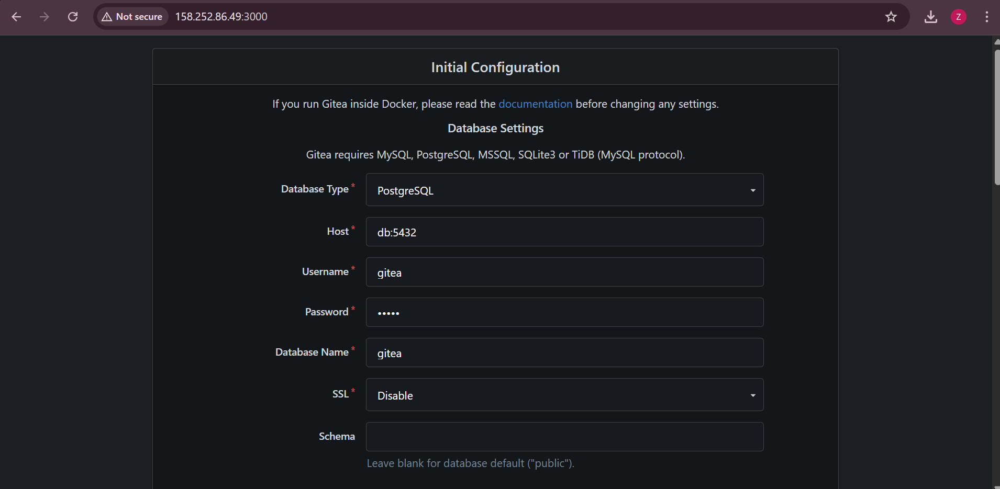 Not secure 158.252.86.49:3000 Z
Initial Configuration
If you run Gitea inside Docker, please read the documentation before changing any settings.
Database Settings
Gitea requires MySQL, PostgreSQL, MSSQL, SQLite3 or TiDB (MySQL protocol).
Database Type * PostgreSQL
Host * db:5432
Username * gitea
Password * •••••
Database Name * gitea
SSL * Disable
Schema
Leave blank for database default ("public").